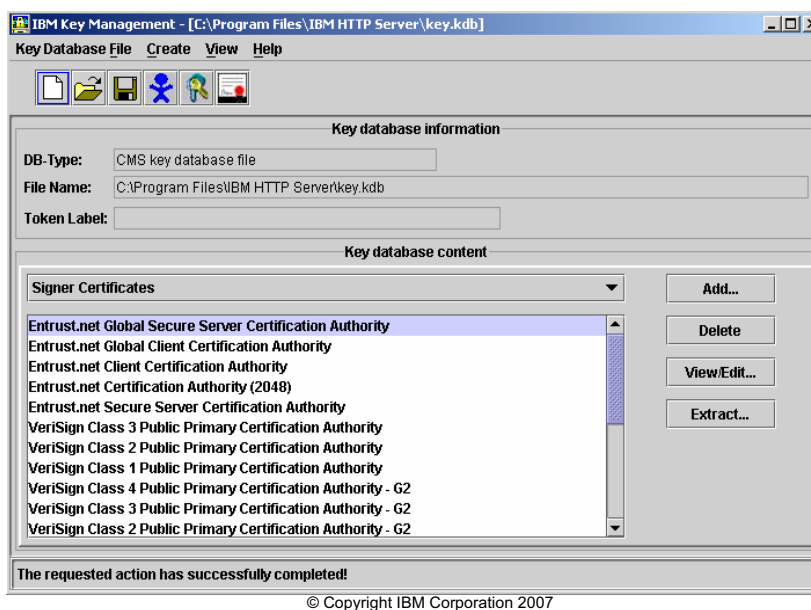 IBM Key Management - [C:\Program Files\IBM HTTP Server\key.kdb]
Key Database File Create View Help
Key database information
DB-Type: CMS key database file
File Name: C:\Program Files\IBM HTTP Server\key.kdb
Token Label:
Key database content
Signer Certificates
Add...
Entrust.net Global Secure Server Certification Authority
Delete
Entrust.net Global Client Certification Authority
Entrust.net Client Certification Authority
View/Edit...
Entrust.net Certification Authority (2048)
Entrust.net Secure Server Certification Authority
Extract...
VeriSign Class 3 Public Primary Certification Authority
VeriSign Class 2 Public Primary Certification Authority
VeriSign Class 1 Public Primary Certification Authority
VeriSign Class 4 Public Primary Certification Authority - G2
VeriSign Class 3 Public Primary Certification Authority - G2
VeriSign Class 2 Public Primary Certification Authority - G2
The requested action has successfully completed!
© Copyright IBM Corporation 2007